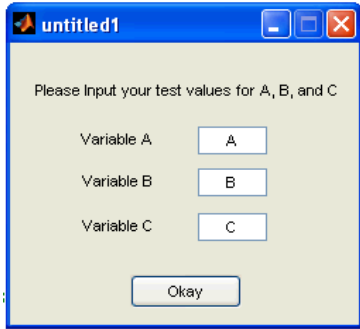 untitled1
Please Input your test values for A, B, and C
Variable A A
Variable B B
Variable C C
Okay